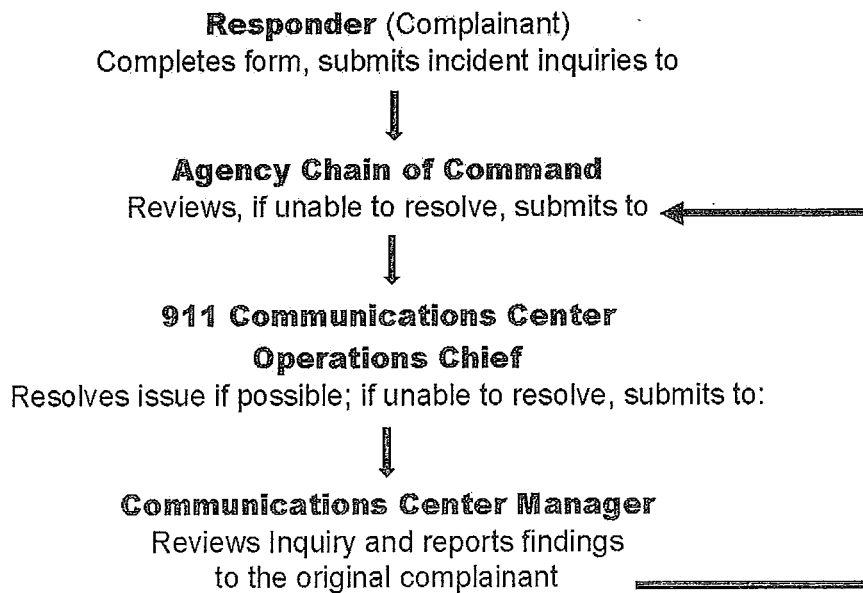 Responder (Complainant)
Completes form, submits incident inquiries to
Agency Chain of Command
Reviews, if unable to resolve, submits to
911 Communications Center
Operations Chief
Resolves issue if possible; if unable to resolve, submits to:
Communications Center Manager
Reviews Inquiry and reports findings
to the original complainant